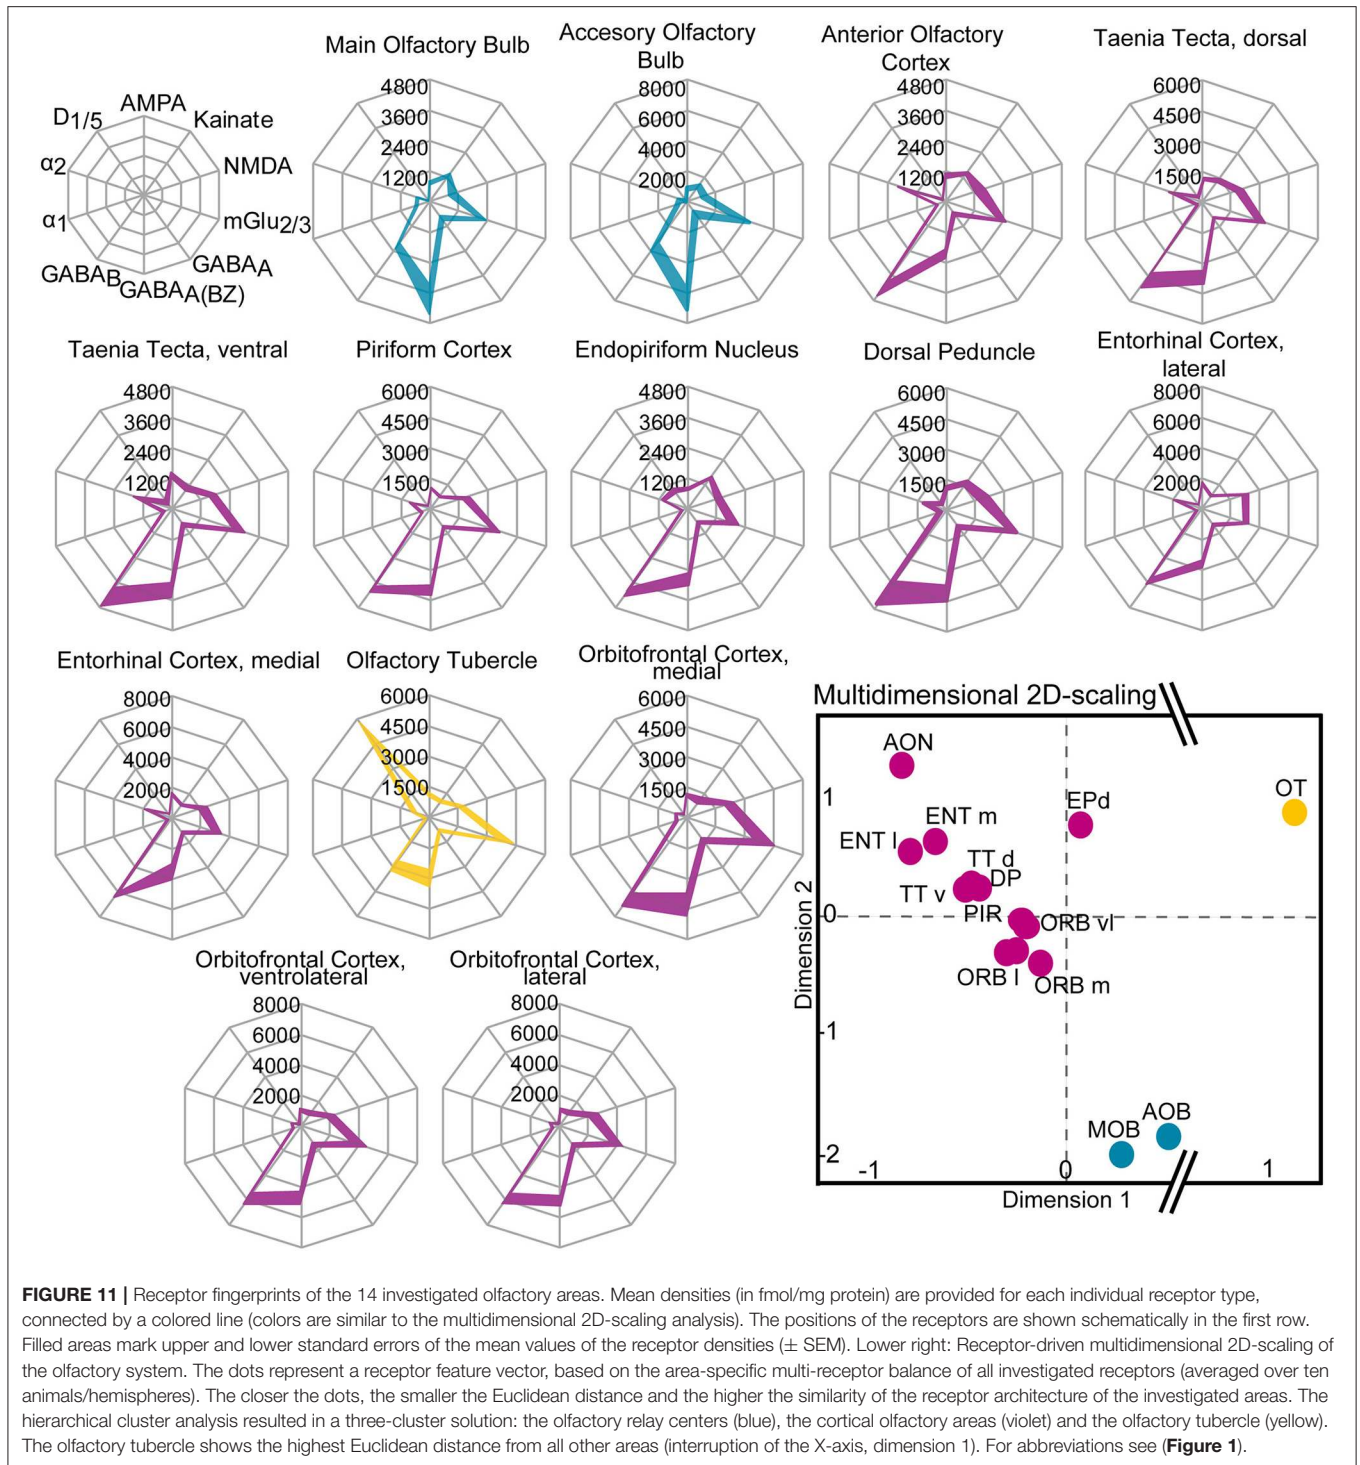 Main Olfactory Bulb
4800
3600
2400
1200
Accesory Olfactory
Bulb
8000
6000
4000
2000
Anterior Olfactory
Cortex
4800
3600
2400
1200
Taenia Tecta, dorsal
6000
4500
3000
1500
AMPA
Kainate
NMDA
mGlu2/3
GABAA
GABAA(BZ)
GABAB
α1
α2
D1/5
Taenia Tecta, ventral
4800
3600
2400
1200
Piriform Cortex
6000
4500
3000
1500
Endopiriform Nucleus
4800
3600
2400
1200
Dorsal Peduncle
6000
4500
3000
1500
Entorhinal Cortex,
lateral
8000
6000
4000
2000
Entorhinal Cortex, medial
8000
6000
4000
2000
Olfactory Tubercle
6000
4500
3000
1500
Orbitofrontal Cortex,
medial
6000
4500
3000
1500
Orbitofrontal Cortex,
ventrolateral
8000
6000
4000
2000
Orbitofrontal Cortex,
lateral
8000
6000
4000
2000
Multidimensional 2D-scaling
AON
OT
EPd
ENT m
ENT l
TT d
DP
TT v
PIR
ORB vl
ORB l
ORB m
AOB
MOB
1
0
-1
-2
Dimension 2
-1
0
1
Dimension 1
FIGURE 11 | Receptor fingerprints of the 14 investigated olfactory areas. Mean densities (in fmol/mg protein) are provided for each individual receptor type,
connected by a colored line (colors are similar to the multidimensional 2D-scaling analysis). The positions of the receptors are shown schematically in the first row.
Filled areas mark upper and lower standard errors of the mean values of the receptor densities (± SEM). Lower right: Receptor-driven multidimensional 2D-scaling of
the olfactory system. The dots represent a receptor feature vector, based on the area-specific multi-receptor balance of all investigated receptors (averaged over ten
animals/hemispheres). The closer the dots, the smaller the Euclidean distance and the higher the similarity of the receptor architecture of the investigated areas. The
hierarchical cluster analysis resulted in a three-cluster solution: the olfactory relay centers (blue), the cortical olfactory areas (violet) and the olfactory tubercle (yellow).
The olfactory tubercle shows the highest Euclidean distance from all other areas (interruption of the X-axis, dimension 1). For abbreviations see (Figure 1).